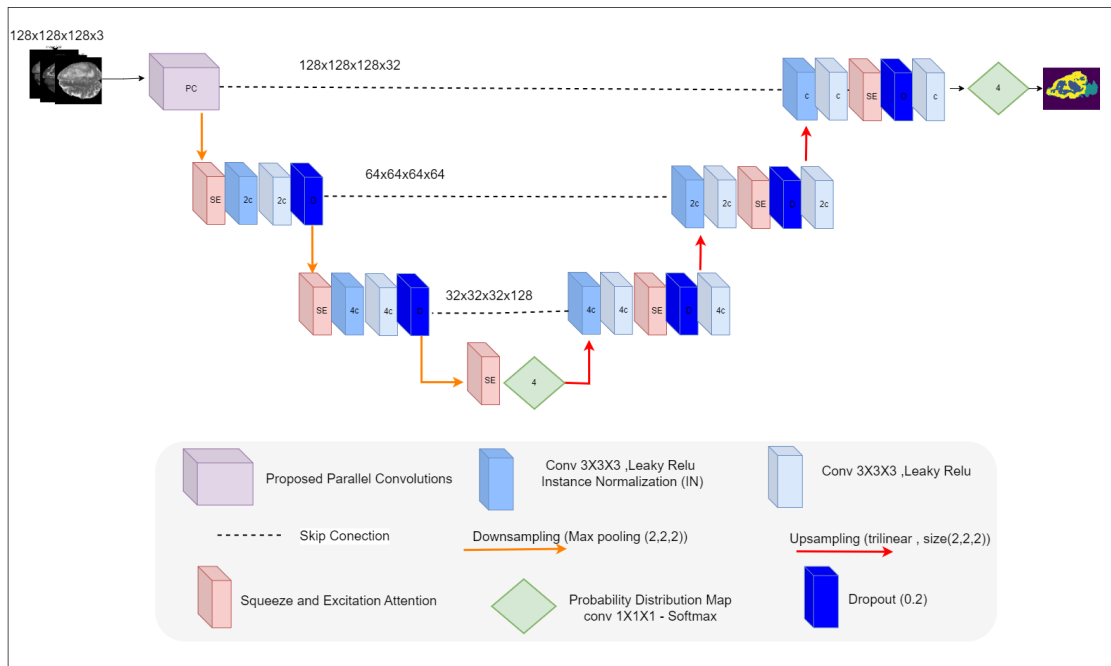 128x128x128x3
PC
128x128x128x32
c
c
SE
D
c
4
SE
2c
2c
D
64x64x64x64
2c
2c
SE
D
2c
SE
4c
4c
D
32x32x32x128
4c
4c
SE
D
4c
SE
4
Proposed Parallel Convolutions
Conv 3X3X3 ,Leaky Relu
Instance Normalization (IN)
Conv 3X3X3 ,Leaky Relu
Skip Conection
Downsampling (Max pooling (2,2,2))
Upsampling (trilinear , size(2,2,2))
Squeeze and Excitation Attention
Probability Distribution Map
conv 1X1X1 - Softmax
Dropout (0.2)